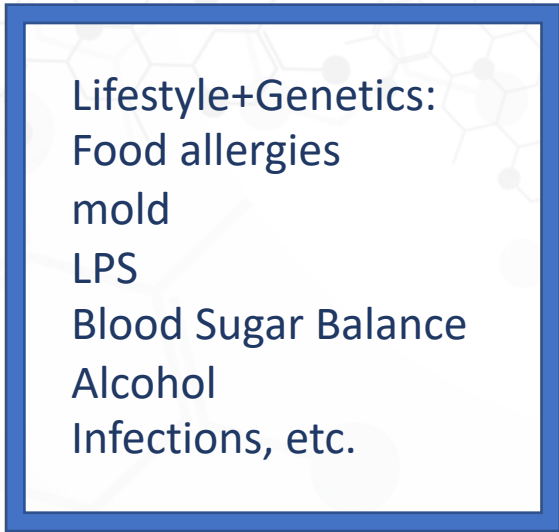 Lifestyle+Genetics:
Food allergies
mold
LPS
Blood Sugar Balance
Alcohol
Infections, etc.